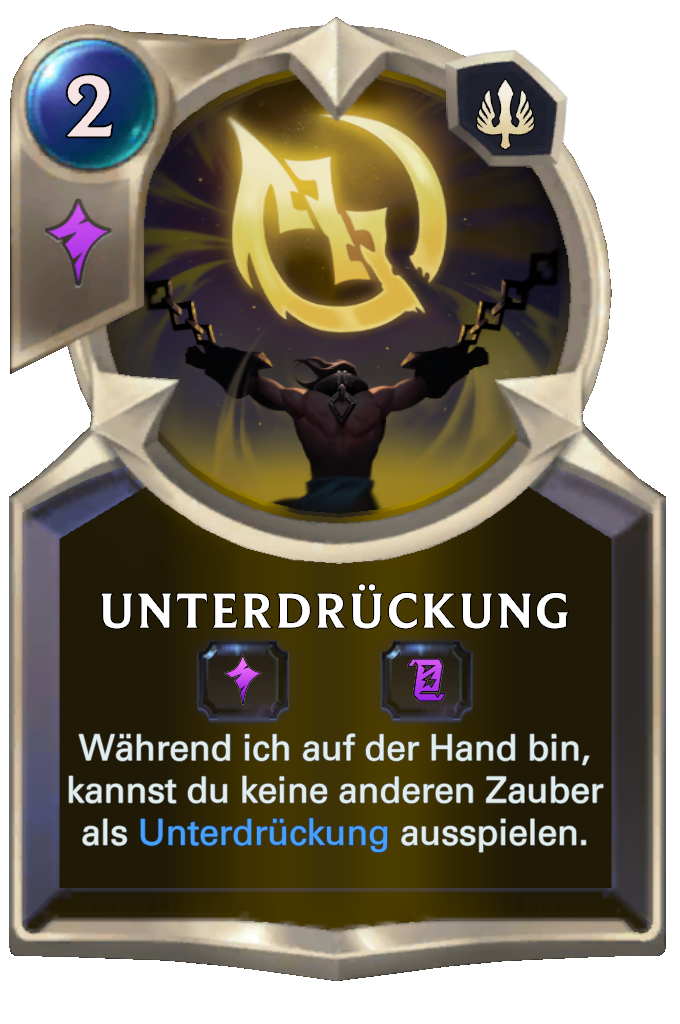 2
UNTERDRÜCKUNG
Während ich auf der Hand bin,
kannst du keine anderen Zauber
als Unterdrückung ausspielen.